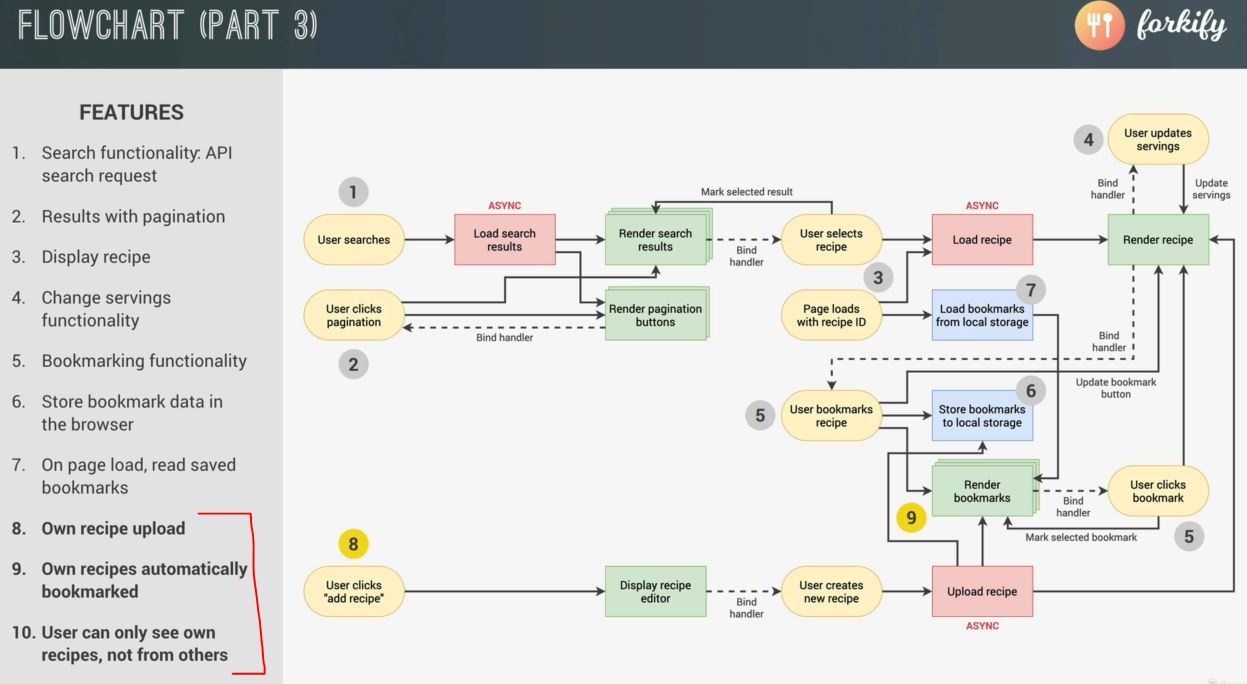 FLOWCHART (PART 3)
forkify
FEATURES
1. Search functionality: API
search request
2. Results with pagination
3. Display recipe
4. Change servings
functionality
5. Bookmarking functionality
6. Store bookmark data in
the browser
7. On page load, read saved
bookmarks
8. Own recipe upload
9. Own recipes automatically
bookmarked
10. User can only see own
recipes, not from others
4
User updates
servings
Bind
handler
Update
servings
1
Mark selected result
ASYNC
ASYNC
User searches
Load search
results
Render search
results
Bind
handler
User selects
recipe
Load recipe
Render recipe
3
7
User clicks
pagination
Render pagination
buttons
Bind handler
Page loads
with recipe ID
Load bookmarks
from local storage
Bind
handler
2
Update bookmark
button
6
5
User bookmarks
recipe
Store bookmarks
to local storage
Render
bookmarks
Bind
handler
User clicks
bookmark
9
Mark selected bookmark
5
8
User clicks
"add recipe"
Display recipe
editor
Bind
handler
User creates
new recipe
Upload recipe
ASYNC